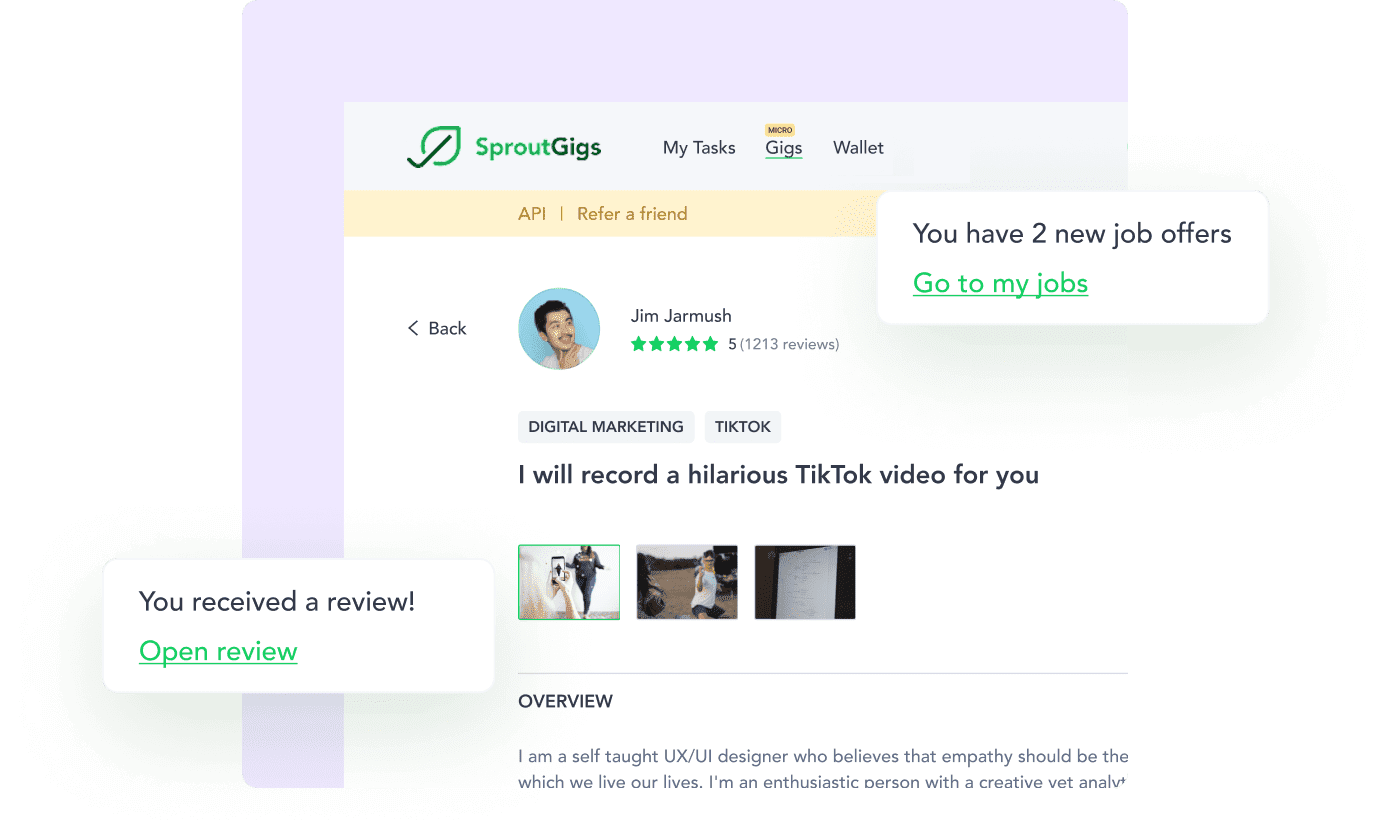 MICRO
SproutGigs My Tasks Gigs Wallet
API | Refer a friend
You have 2 new job offers
Go to my jobs
Back
Jim Jarmush
5 (1213 reviews)
DIGITAL MARKETING TIKTOK
I will record a hilarious TikTok video for you
You received a review!
Open review
OVERVIEW
I am a self taught UX/UI designer who believes that empathy should be the
which we live our lives. I'm an enthusiastic person with a creative yet